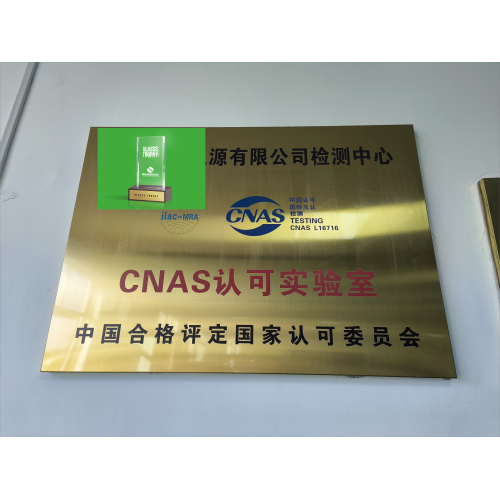 GLASSS
TROPHY
源有限公司检测中心
ilac-MRA
CNAS
中国认可
国际互认
检测
TESTING
CNAS L16716
CNAS认可实验室
中国合格评定国家认可委员会